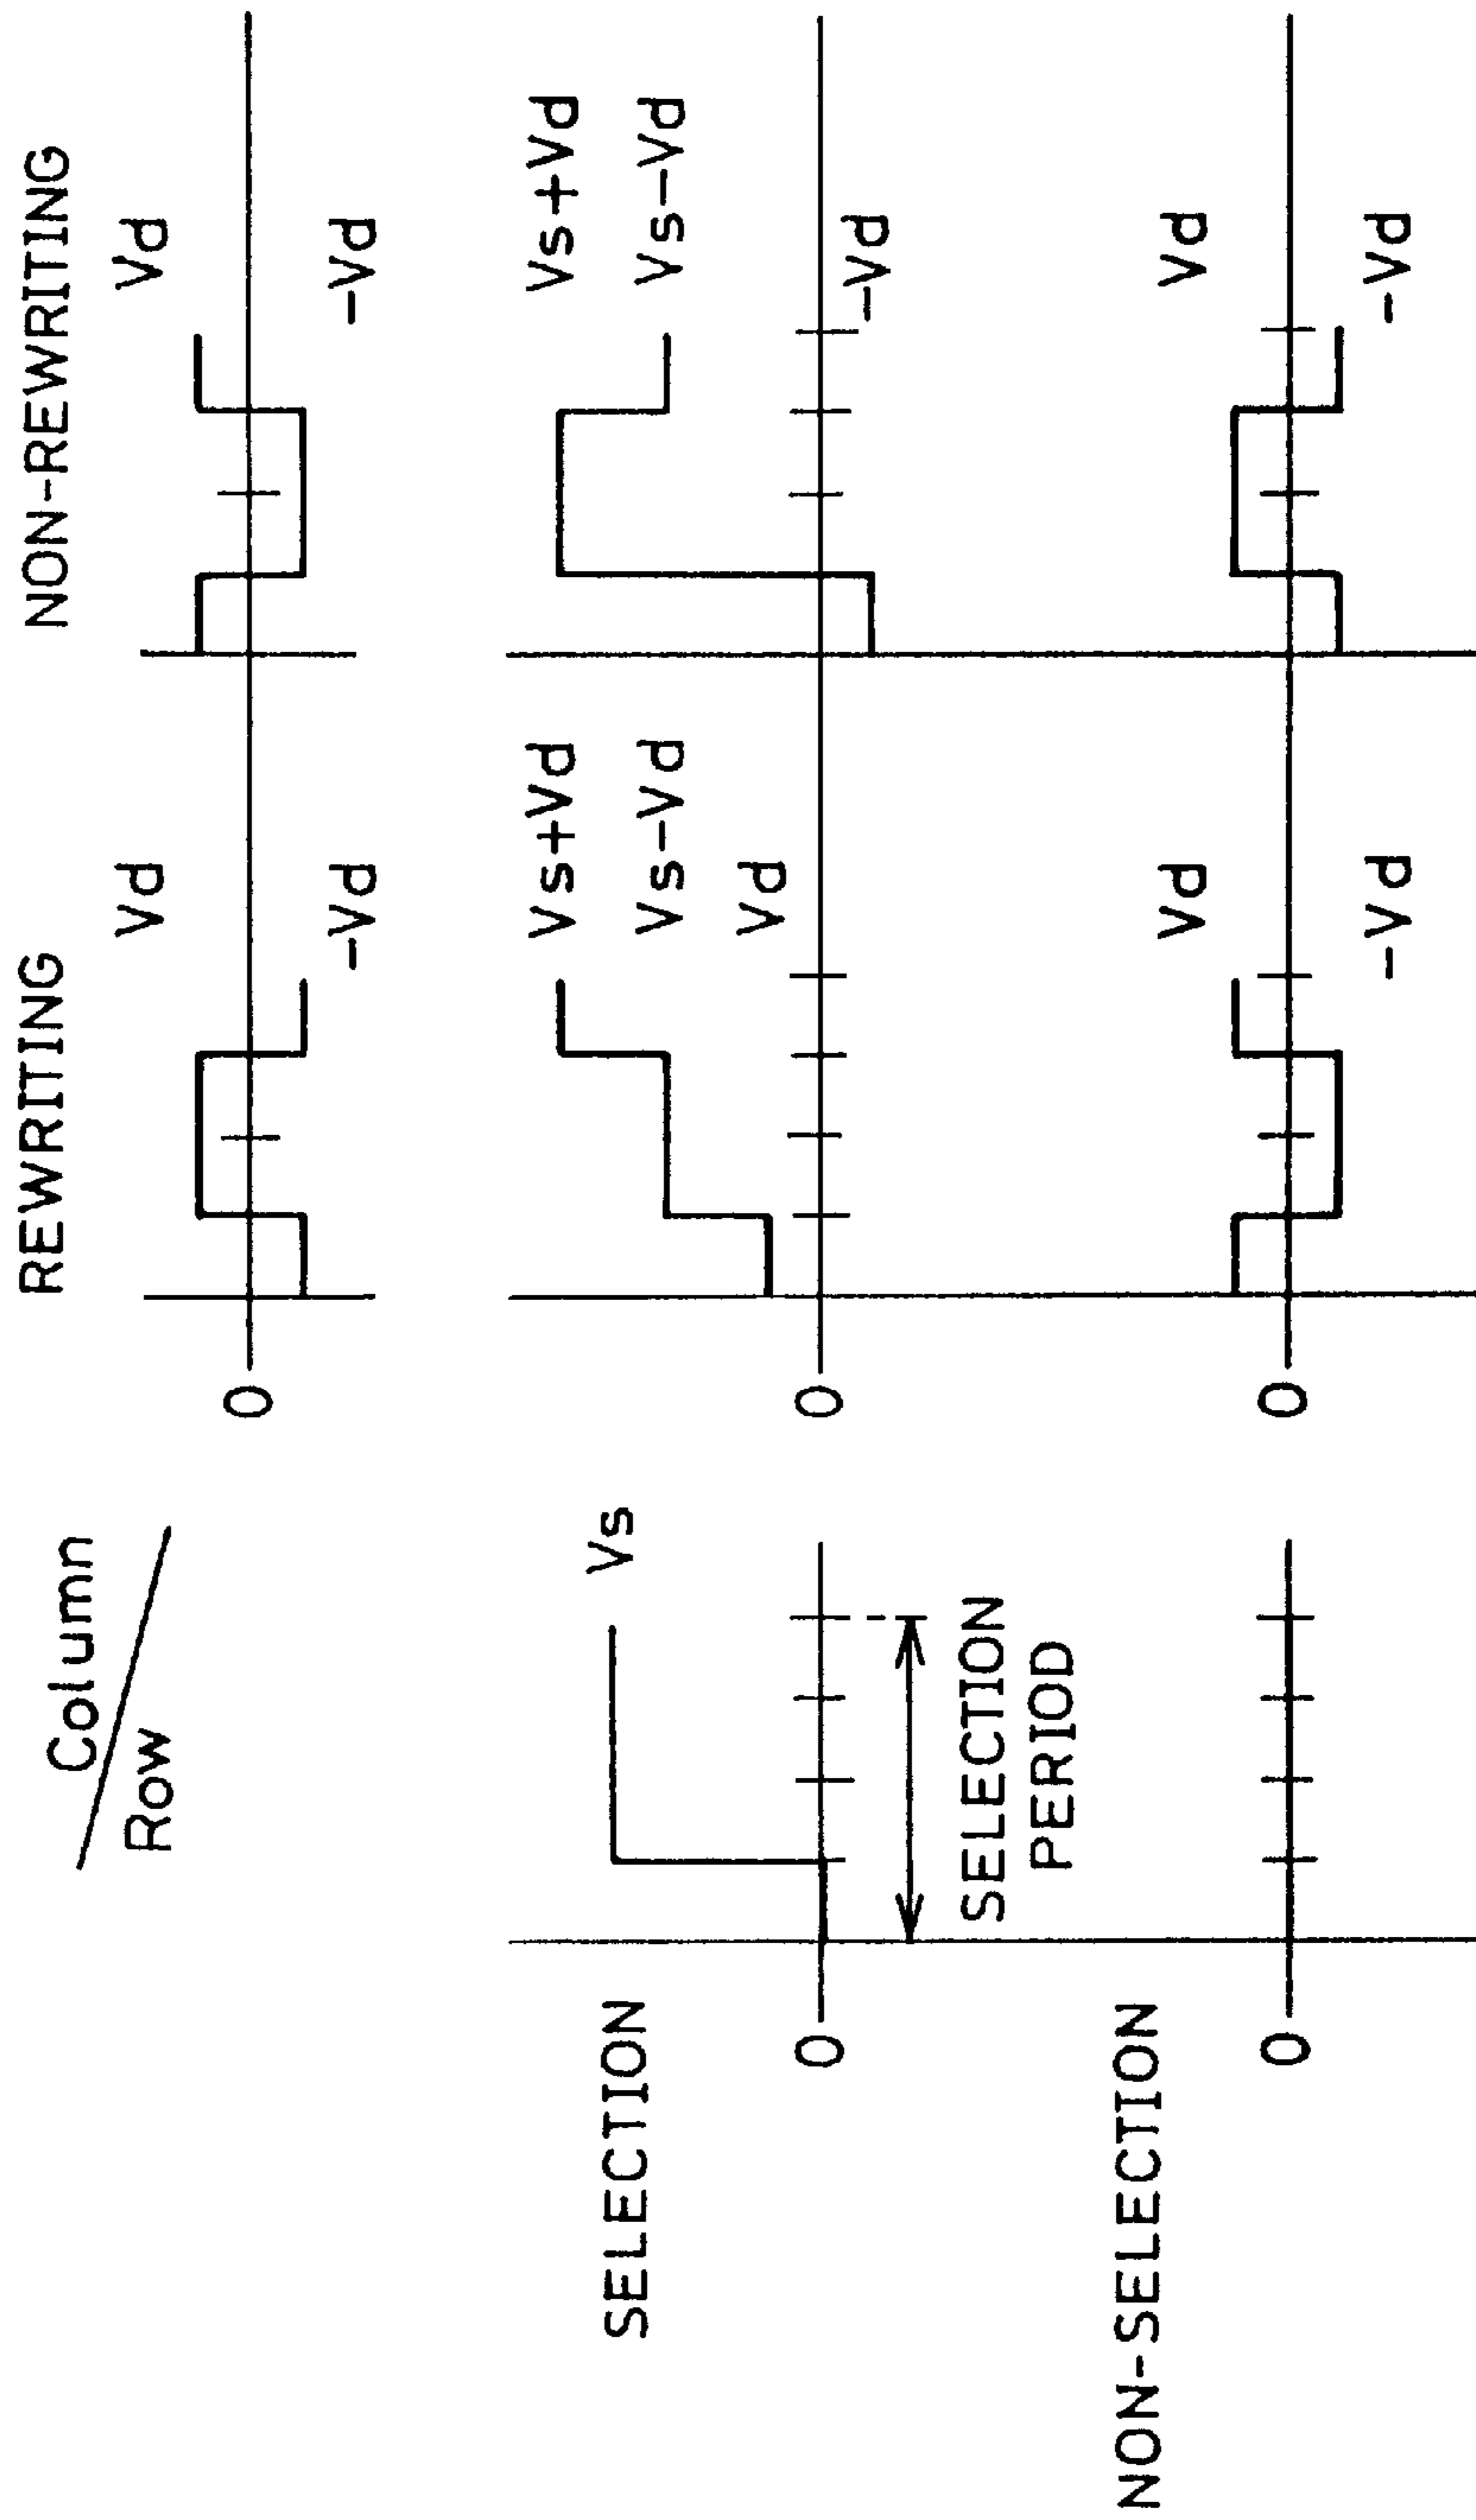 Column
Row
REWRITING
NON-REWRITING
Vd
0
-Vd
Vd
-Vd
SELECTION
Vs
0
SELECTION
PERIOD
Vs+Vd
Vs-Vd
Vd
0
Vs+Vd
Vs-Vd
-Vd
NON-SELECTION
0
Vd
0
-Vd
Vd
-Vd